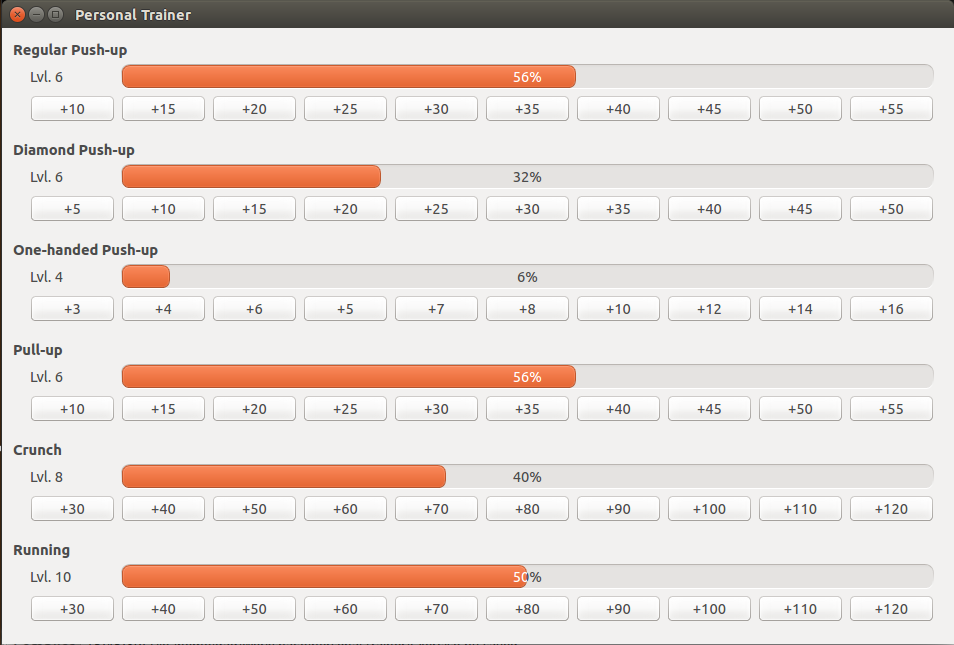 Personal Trainer
Regular Push-up
Lvl. 6 56%
+10 +15 +20 +25 +30 +35 +40 +45 +50 +55
Diamond Push-up
Lvl. 6 32%
+5 +10 +15 +20 +25 +30 +35 +40 +45 +50
One-handed Push-up
Lvl. 4 6%
+3 +4 +6 +5 +7 +8 +10 +12 +14 +16
Pull-up
Lvl. 6 56%
+10 +15 +20 +25 +30 +35 +40 +45 +50 +55
Crunch
Lvl. 8 40%
+30 +40 +50 +60 +70 +80 +90 +100 +110 +120
Running
Lvl. 10 50%
+30 +40 +50 +60 +70 +80 +90 +100 +110 +120